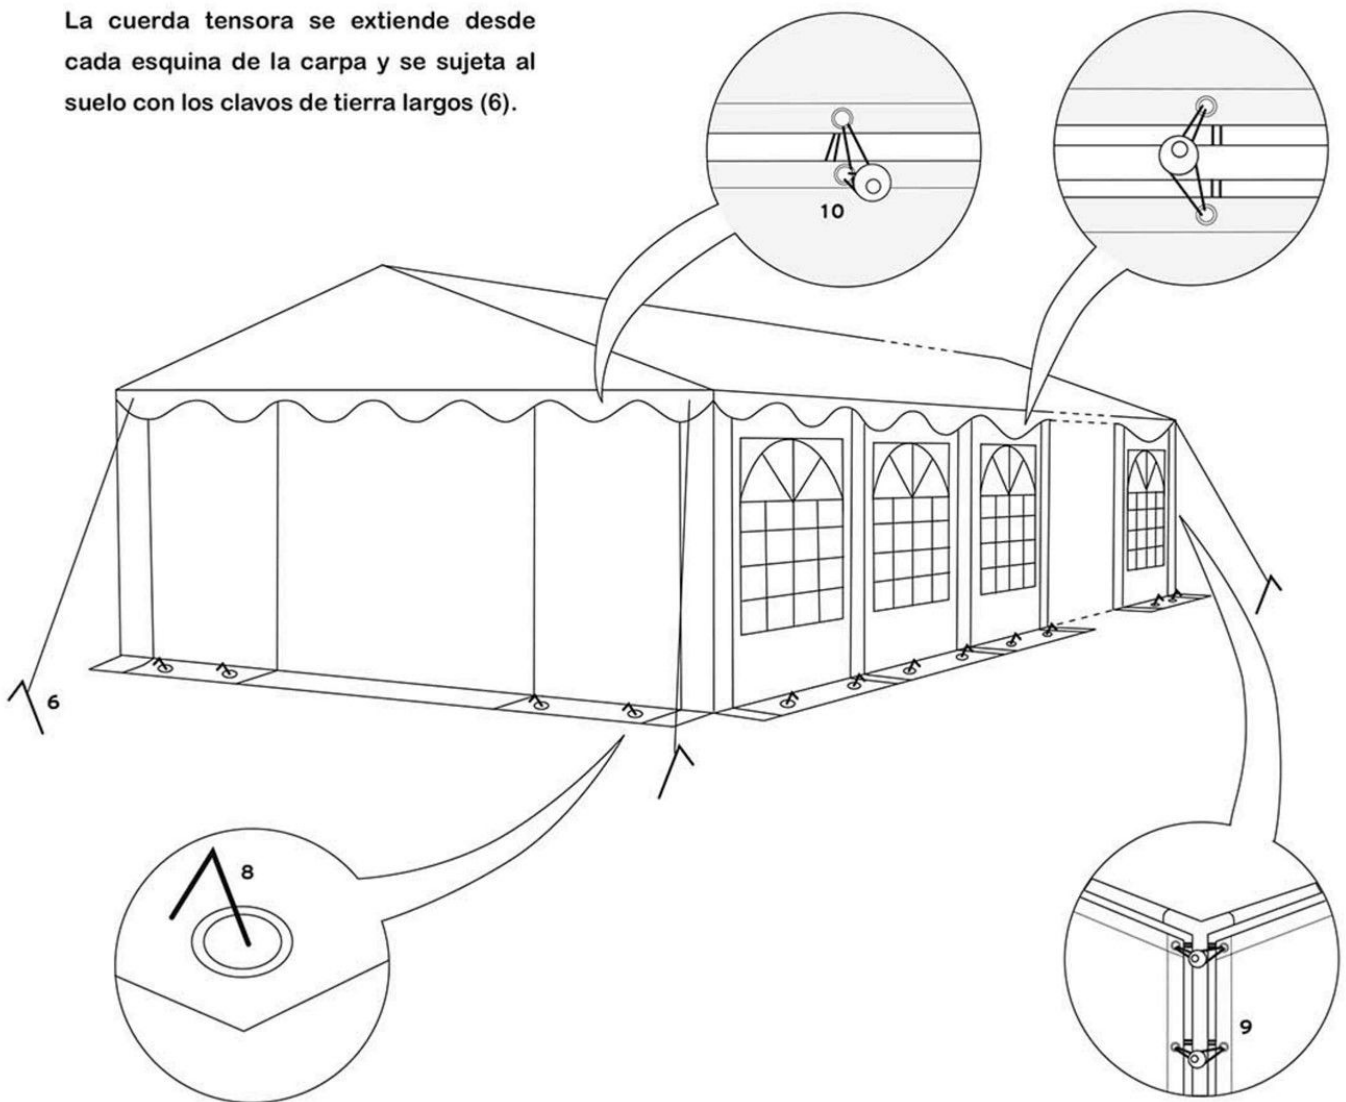 La cuerda tensora se extiende desde
cada esquina de la carpa y se sujeta al
suelo con los clavos de tierra largos (6).
10
6
8
9